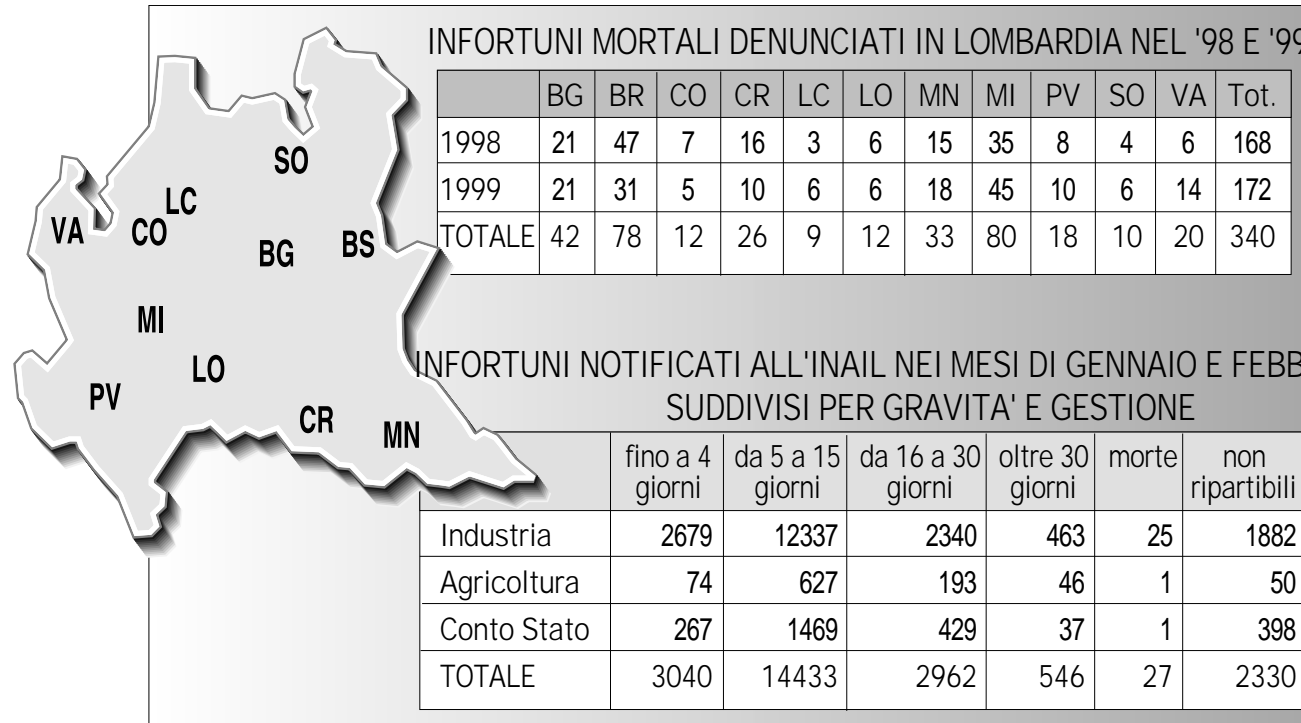 INFORTUNI MORTALI DENUNCIATI IN LOMBARDIA NEL '98 E '99
BG BR CO CR LC LO MN MI PV SO VA Tot.
1998 21 47 7 16 3 6 15 35 8 4 6 168
1999 21 31 5 10 6 6 18 45 10 6 14 172
TOTALE 42 78 12 26 9 12 33 80 18 10 20 340
SO
LC
VA CO
BG BS
MI
LO
PV
CR MN
INFORTUNI NOTIFICATI ALL'INAIL NEI MESI DI GENNAIO E FEBB
SUDDIVISI PER GRAVITA' E GESTIONE
fino a 4 da 5 a 15 da 16 a 30 oltre 30 morte non
giorni giorni giorni giorni ripartibili
Industria 2679 12337 2340 463 25 1882
Agricoltura 74 627 193 46 1 50
Conto Stato 267 1469 429 37 1 398
TOTALE 3040 14433 2962 546 27 2330